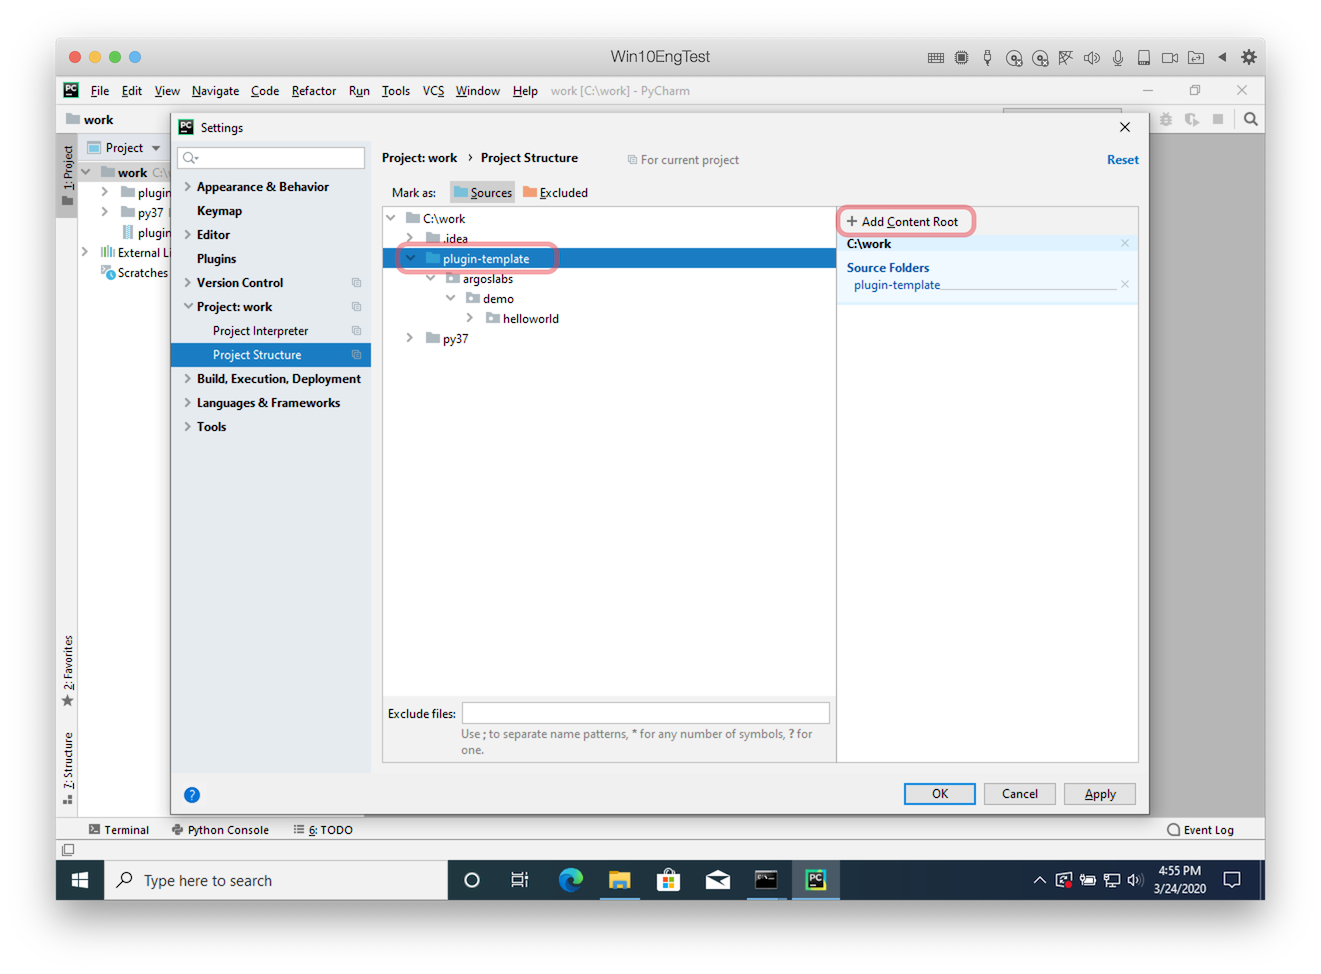 Win10EngTest
File Edit View Navigate Code Refactor Run Tools VCS Window Help work [C:\work] - PyCharm
work
Settings
Project
1: Project
work C:\
plugin
py37
plugin
External Li
Scratches
2: Favorites
7: Structure
Appearance & Behavior
Keymap
Editor
Plugins
Version Control
Project: work
Project Interpreter
Project Structure
Build, Execution, Deployment
Languages & Frameworks
Tools
Project: work › Project Structure
For current project
Reset
Mark as: Sources Excluded
C:\work
.idea
plugin-template
argoslabs
demo
helloworld
py37
+ Add Content Root
C:\work
Source Folders
plugin-template
Exclude files:
Use ; to separate name patterns, * for any number of symbols, ? for
one.
OK Cancel Apply
Terminal Python Console 6: TODO Event Log
Type here to search
4:55 PM
3/24/2020